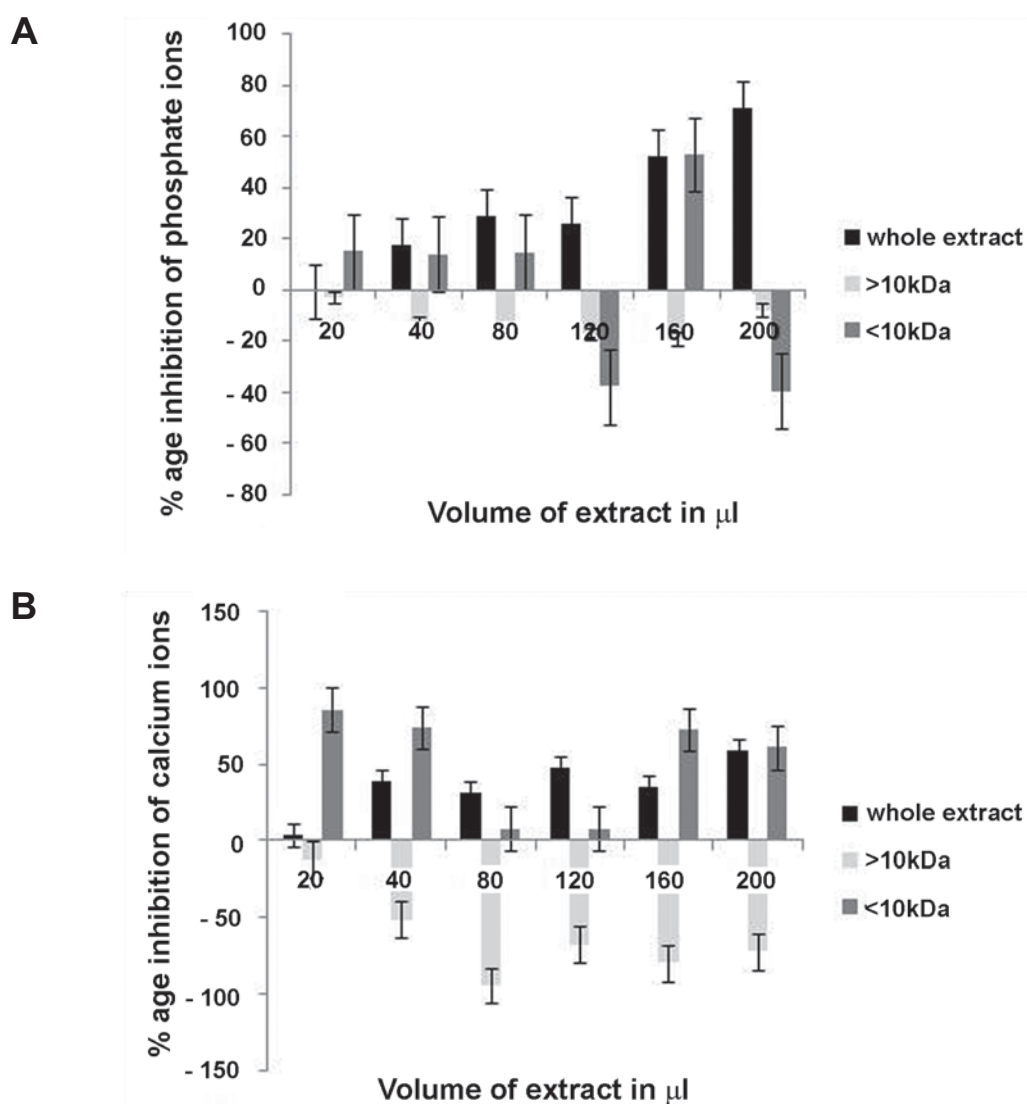 A
% age inhibition of phosphate ions
100
80
60
40
20
0
- 20
- 40
- 60
- 80
20 40 80 120 160 200
Volume of extract in µl
whole extract
>10kDa
<10kDa
B
% age inhibition of calcium ions
150
100
50
0
- 50
- 100
- 150
20 40 80 120 160 200
Volume of extract in µl
whole extract
>10kDa
<10kDa